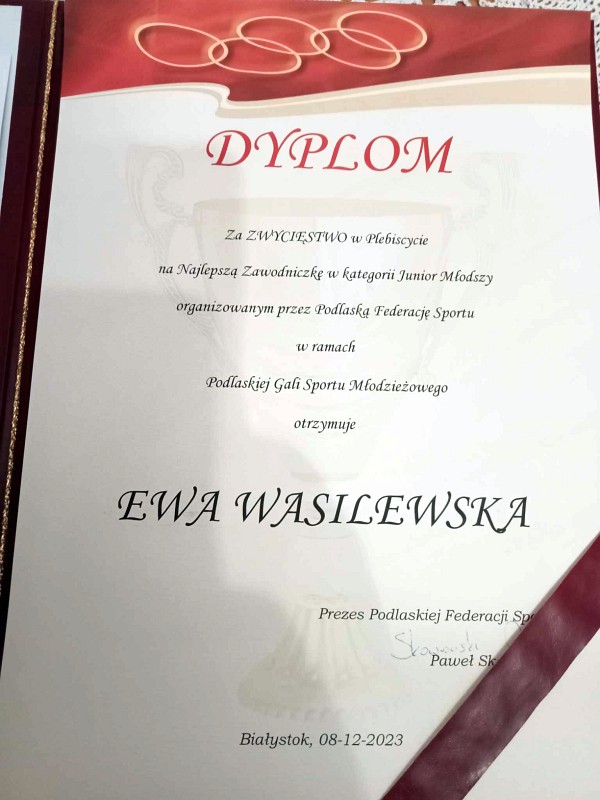 DYPLOM
Za ZWYCIĘSTWO w Plebiscycie
na Najlepszą Zawodniczkę w kategorii Junior Młodszy
organizowanym przez Podlaską Federację Sportu
w ramach
Podlaskiej Gali Sportu Młodzieżowego
otrzymuje
EWA WASILEWSKA
Prezes Podlaskiej Federacji
Paweł
Białystok, 08-12-2023